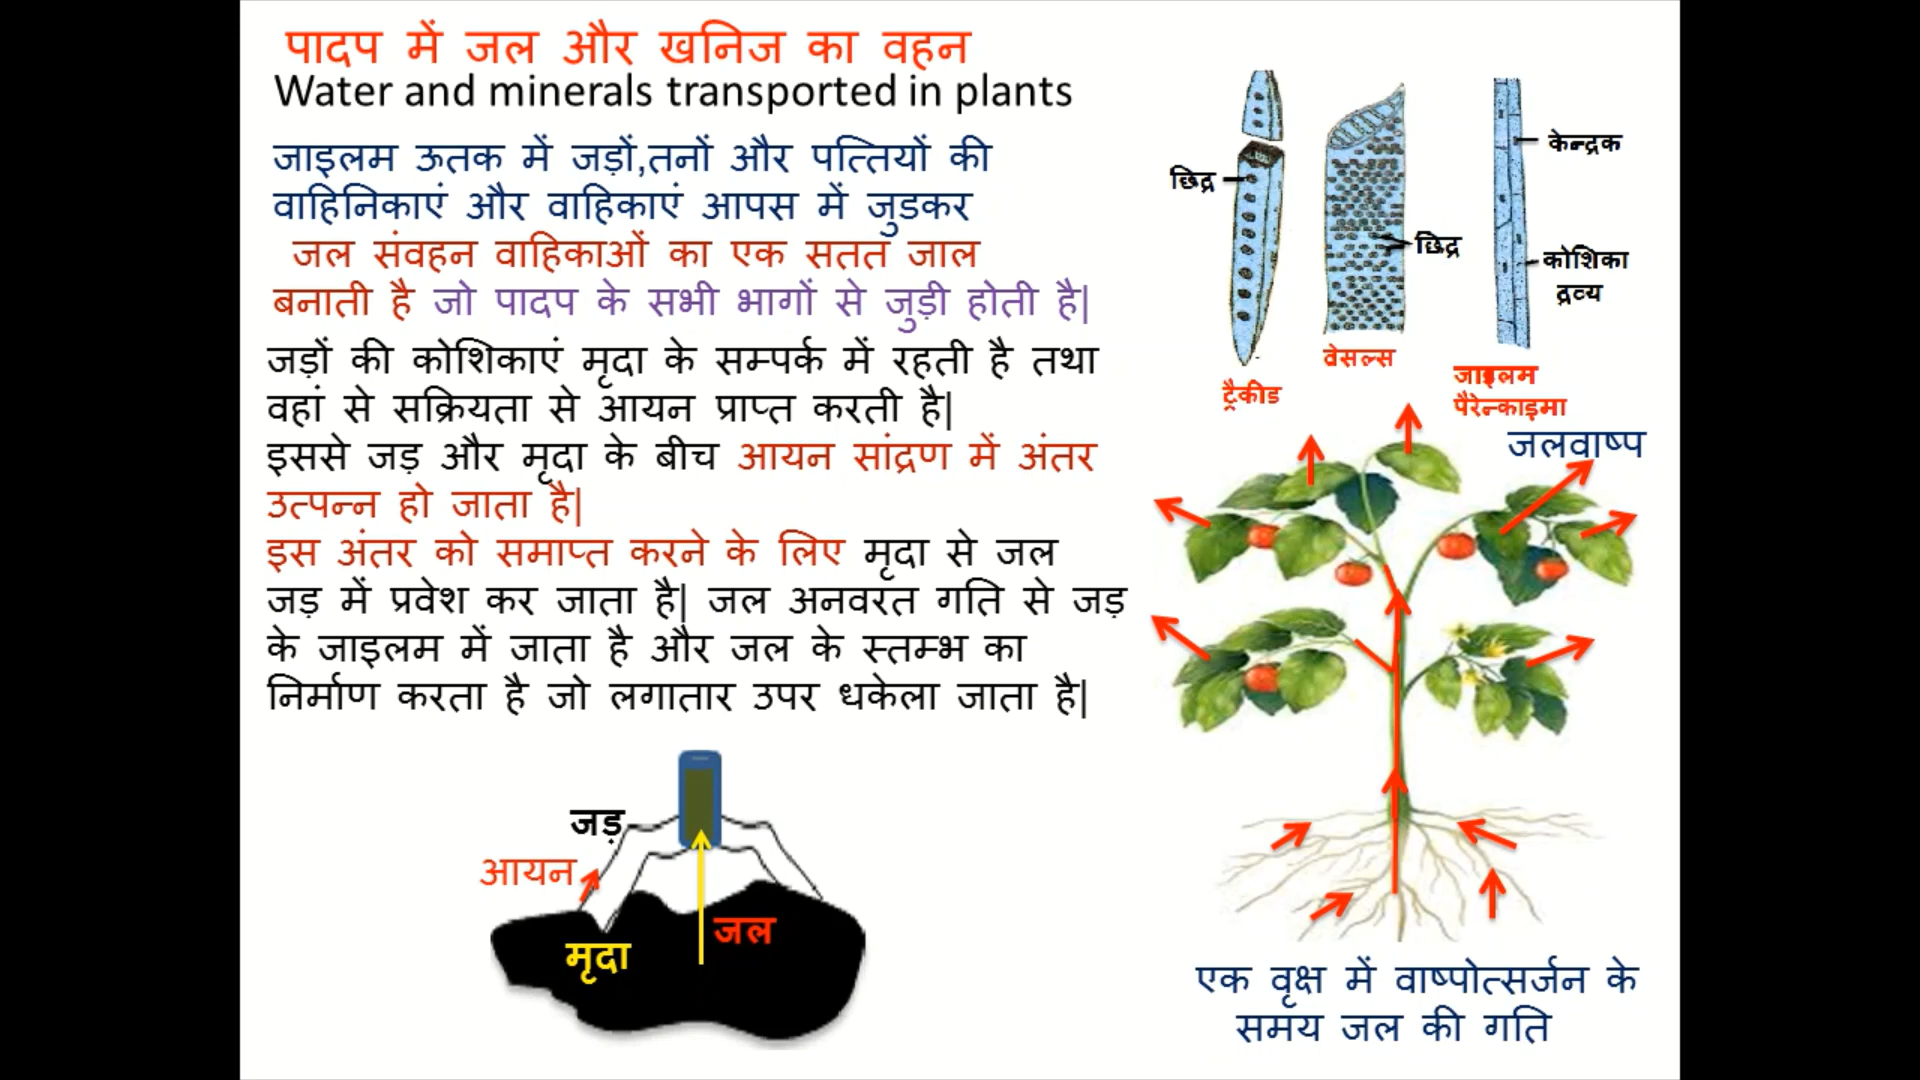 पादप में जल और खनिज का वहन
Water and minerals transported in plants
जाइलम ऊतक में जड़ों,तनों और पत्तियों की
वाहिनिकाएं और वाहिकाएं आपस में जुडकर
जल संवहन वाहिकाओं का एक सतत जाल
बनाती है जो पादप के सभी भागों से जुड़ी होती है|
जड़ों की कोशिकाएं मृदा के सम्पर्क में रहती है तथा
वहां से सक्रियता से आयन प्राप्त करती है|
इससे जड़ और मृदा के बीच आयन सांद्रण में अंतर
उत्पन्न हो जाता है|
इस अंतर को समाप्त करने के लिए मृदा से जल
जड़ में प्रवेश कर जाता है| जल अनवरत गति से जड़
के जाइलम में जाता है और जल के स्तम्भ का
निर्माण करता है जो लगातार उपर धकेला जाता है|
जड़
आयन
मृदा
जल
छिद्र
छिद्र
केन्द्रक
कोशिका
द्रव्य
ट्रैकीड
वेसल्स
जाइलम
पैरेन्काइमा
जलवाष्प
एक वृक्ष में वाष्पोत्सर्जन के
समय जल की गति